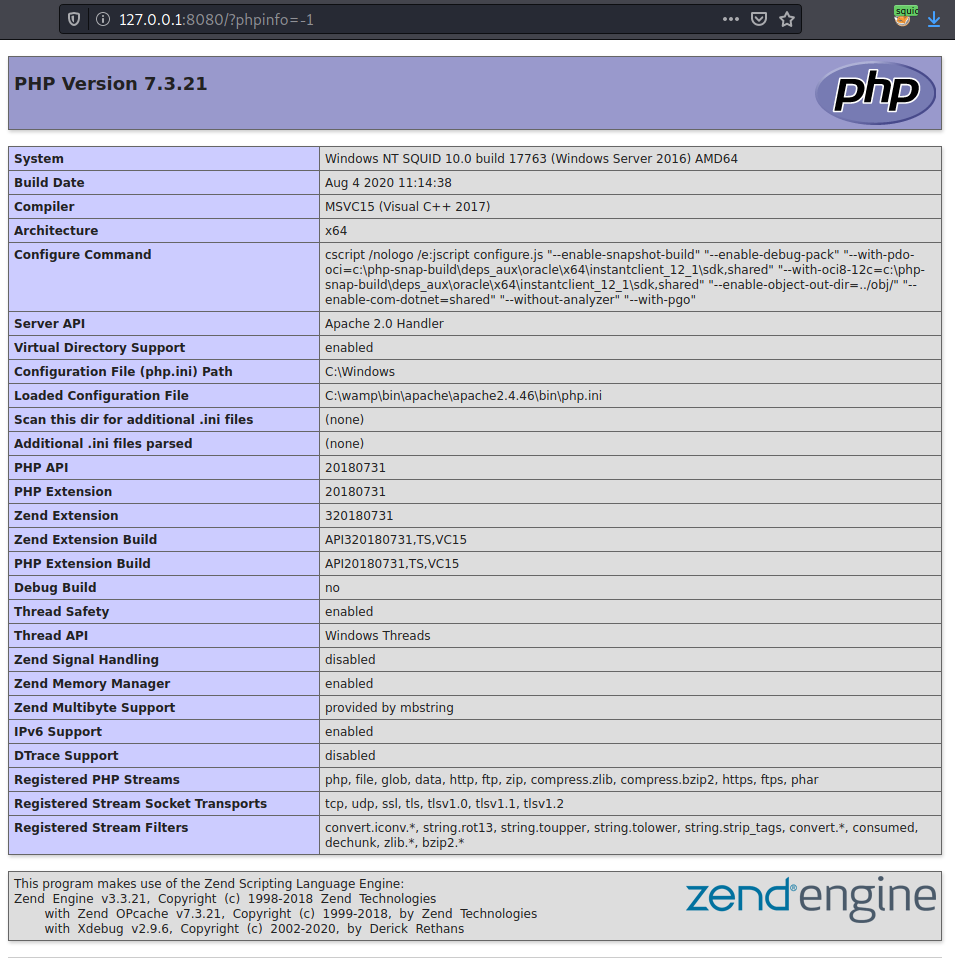 127.0.0.1:8080/?phpinfo=-1
squid
PHP Version 7.3.21
php
System Windows NT SQUID 10.0 build 17763 (Windows Server 2016) AMD64
Build Date Aug 4 2020 11:14:38
Compiler MSVC15 (Visual C++ 2017)
Architecture x64
Configure Command cscript /nologo /e:jscript configure.js "--enable-snapshot-build" "--enable-debug-pack" "--with-pdo-
oci=c:\php-snap-build\deps_aux\oracle\x64\instantclient_12_1\sdk,shared" "--with-oci8-12c=c:\php-
snap-build\deps_aux\oracle\x64\instantclient_12_1\sdk,shared" "--enable-object-out-dir=../obj/" "--
enable-com-dotnet=shared" "--without-analyzer" "--with-pgo"
Server API Apache 2.0 Handler
Virtual Directory Support enabled
Configuration File (php.ini) Path C:\Windows
Loaded Configuration File C:\wamp\bin\apache\apache2.4.46\bin\php.ini
Scan this dir for additional .ini files (none)
Additional .ini files parsed (none)
PHP API 20180731
PHP Extension 20180731
Zend Extension 320180731
Zend Extension Build API320180731,TS,VC15
PHP Extension Build API20180731,TS,VC15
Debug Build no
Thread Safety enabled
Thread API Windows Threads
Zend Signal Handling disabled
Zend Memory Manager enabled
Zend Multibyte Support provided by mbstring
IPv6 Support enabled
DTrace Support disabled
Registered PHP Streams php, file, glob, data, http, ftp, zip, compress.zlib, compress.bzip2, https, ftps, phar
Registered Stream Socket Transports tcp, udp, ssl, tls, tlsv1.0, tlsv1.1, tlsv1.2
Registered Stream Filters convert.iconv.*, string.rot13, string.toupper, string.tolower, string.strip_tags, convert.*, consumed,
dechunk, zlib.*, bzip2.*
This program makes use of the Zend Scripting Language Engine:
Zend Engine v3.3.21, Copyright (c) 1998-2018 Zend Technologies
with Zend OPcache v7.3.21, Copyright (c) 1999-2018, by Zend Technologies
with Xdebug v2.9.6, Copyright (c) 2002-2020, by Derick Rethans
zend® engine